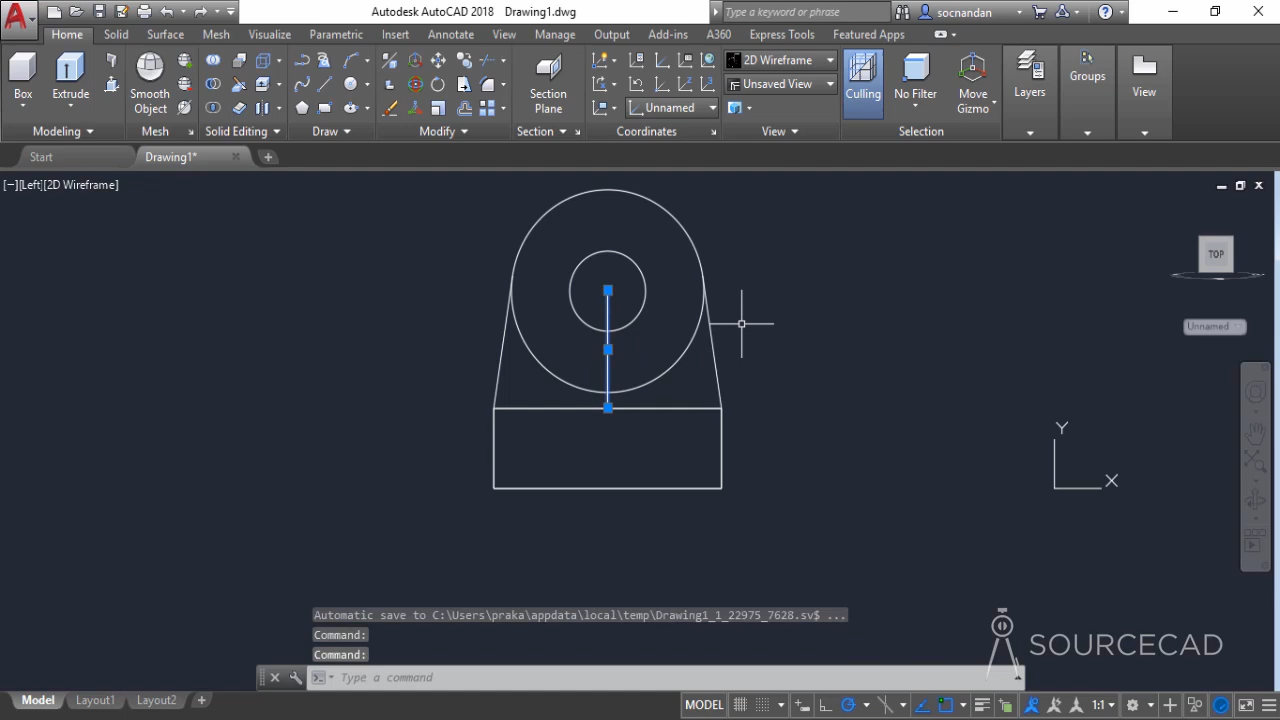 Autodesk AutoCAD 2018 Drawing1.dwg
Type a keyword or phrase
socnandan
Home Solid Surface Mesh Visualize Parametric Insert Annotate View Manage Output Add-ins A360 Express Tools Featured Apps
2D Wireframe
Unsaved View
Box Extrude
Smooth Object
Section Plane
Unnamed
Culling
No Filter
Move Gizmo
Layers
Groups
View
Modeling Mesh Solid Editing Draw Modify Section Coordinates View Selection
Start Drawing1* +
[−][Left][2D Wireframe]
TOP
Unnamed
Y
X
Automatic save to C:\Users\praka\appdata\local\temp\Drawing1_1_22975_7628.sv$ ...
Command:
Command:
SOURCECAD
Type a command
Model Layout1 Layout2 +
MODEL
1:1